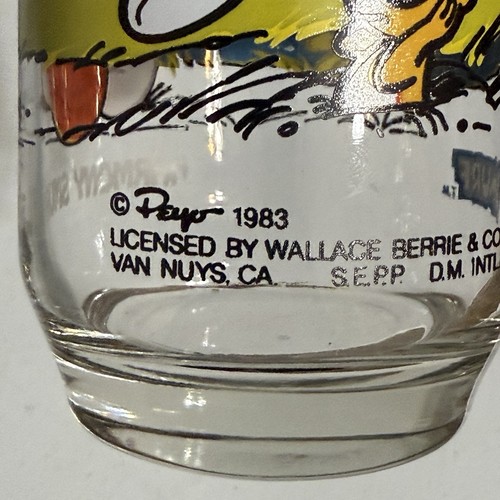 © Peyo 1983
LICENSED BY WALLACE BERRIE & CO
VAN NUYS, CA. S.E.P.P. D.M. INTL.